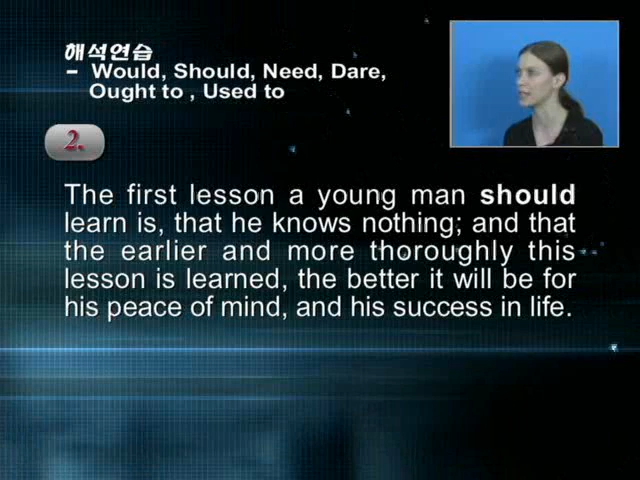 해석연습
- Would, Should, Need, Dare,
Ought to , Used to
2.
The first lesson a young man should
learn is, that he knows nothing; and that
the earlier and more thoroughly this
lesson is learned, the better it will be for
his peace of mind, and his success in life.